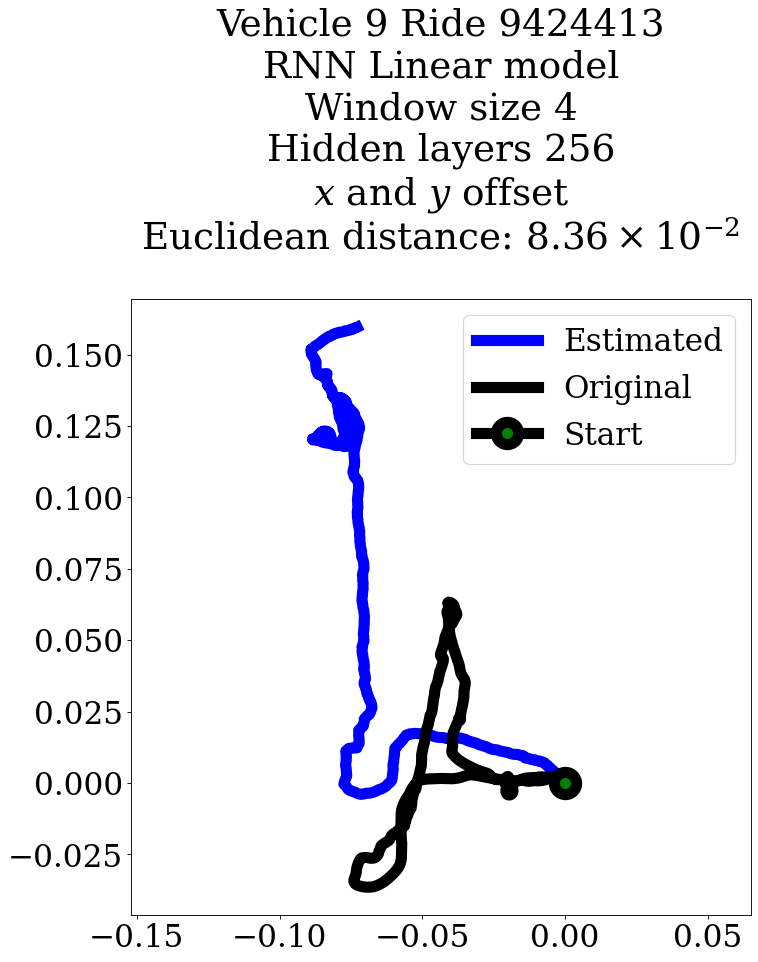 Vehicle 9 Ride 9424413
RNN Linear model
Window size 4
Hidden layers 256
x and y offset
Euclidean distance: 8.36 × 10⁻²
Estimated
Original
Start
0.150
0.125
0.100
0.075
0.050
0.025
0.000
−0.025
−0.15 −0.10 −0.05 0.00 0.05